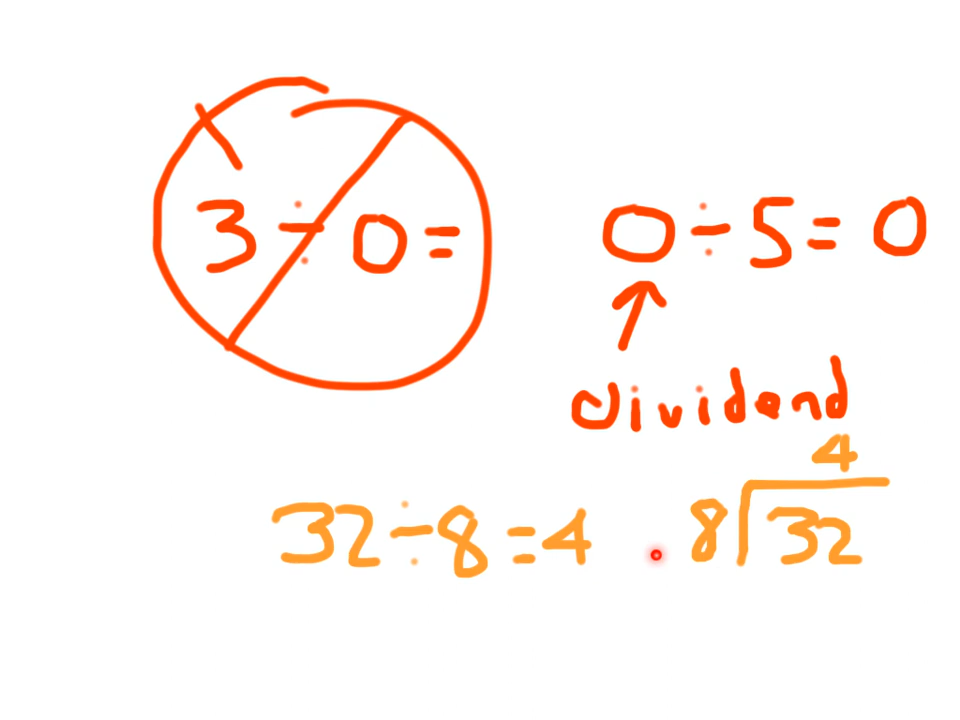 3 ÷ 0 =
0 ÷ 5 = 0
dividend
32 ÷ 8 = 4
4
8 32